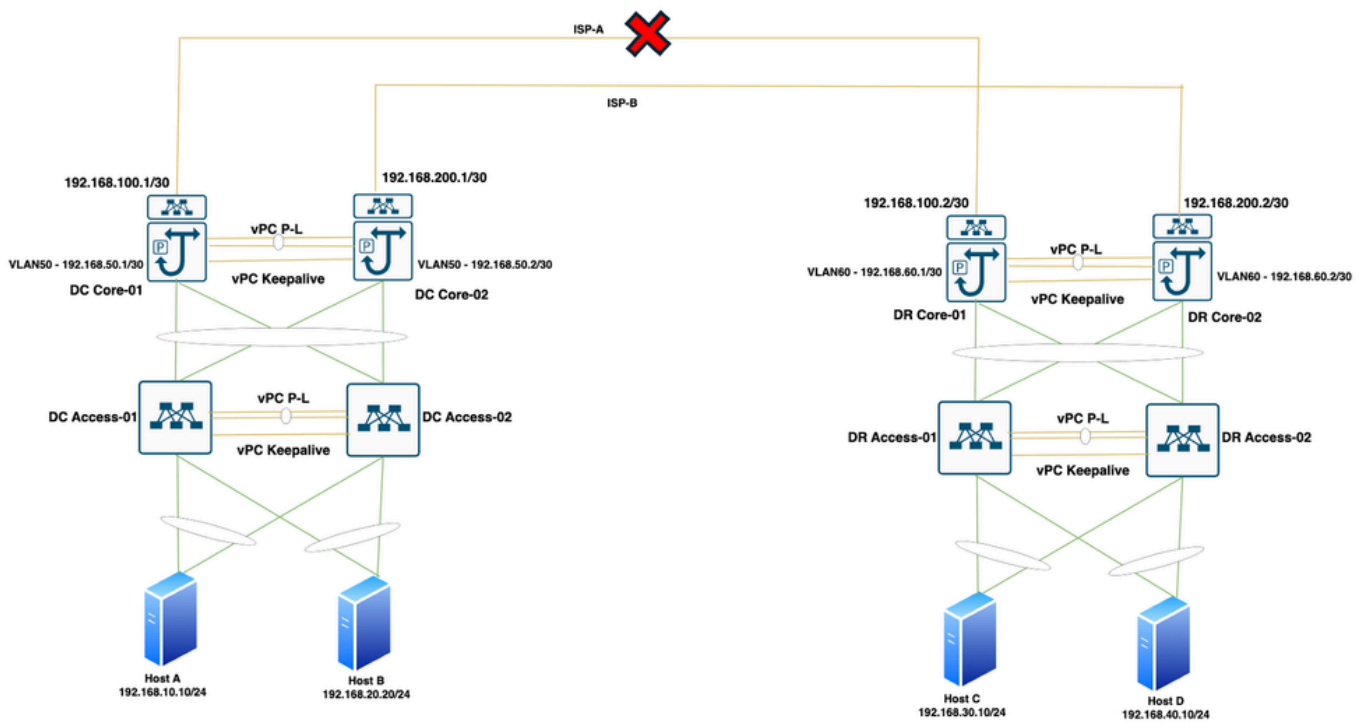 ISP-A
ISP-B
192.168.100.1/30
192.168.200.1/30
192.168.100.2/30
192.168.200.2/30
vPC P-L
vPC P-L
P
P
P
P
VLAN50 - 192.168.50.1/30
vPC Keepalive
VLAN50 - 192.168.50.2/30
VLAN60 - 192.168.60.1/30
vPC Keepalive
VLAN60 - 192.168.60.2/30
DC Core-01
DC Core-02
DR Core-01
DR Core-02
vPC P-L
vPC P-L
DC Access-01
DC Access-02
DR Access-01
DR Access-02
vPC Keepalive
vPC Keepalive
Host A
192.168.10.10/24
Host B
192.168.20.20/24
Host C
192.168.30.10/24
Host D
192.168.40.10/24